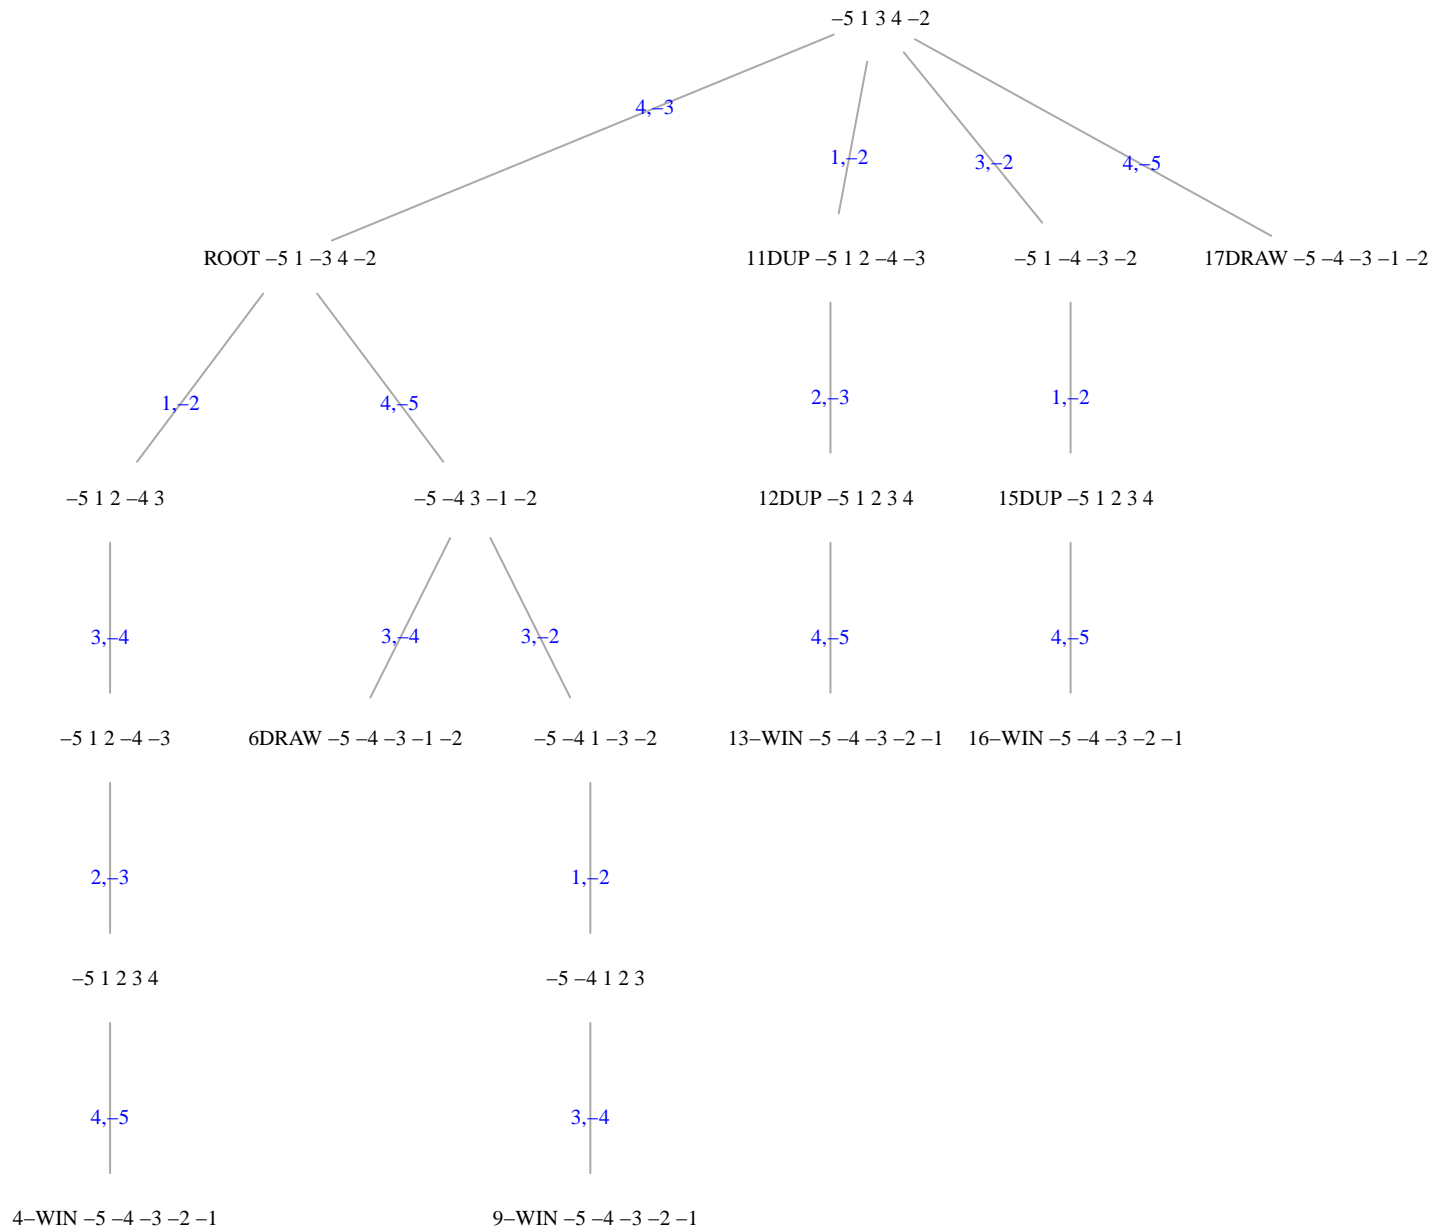 –5 1 3 4 –2
4,–3
1,–2
3,–2
4,–5
ROOT –5 1 –3 4 –2
11DUP –5 1 2 –4 –3
–5 1 –4 –3 –2
17DRAW –5 –4 –3 –1 –2
1,–2
4,–5
2,–3
1,–2
–5 1 2 –4 3
–5 –4 3 –1 –2
12DUP –5 1 2 3 4
15DUP –5 1 2 3 4
3,–4
3,–4
3,–2
4,–5
4,–5
–5 1 2 –4 –3
6DRAW –5 –4 –3 –1 –2
–5 –4 1 –3 –2
13–WIN –5 –4 –3 –2 –1
16–WIN –5 –4 –3 –2 –1
2,–3
1,–2
–5 1 2 3 4
–5 –4 1 2 3
4,–5
3,–4
4–WIN –5 –4 –3 –2 –1
9–WIN –5 –4 –3 –2 –1